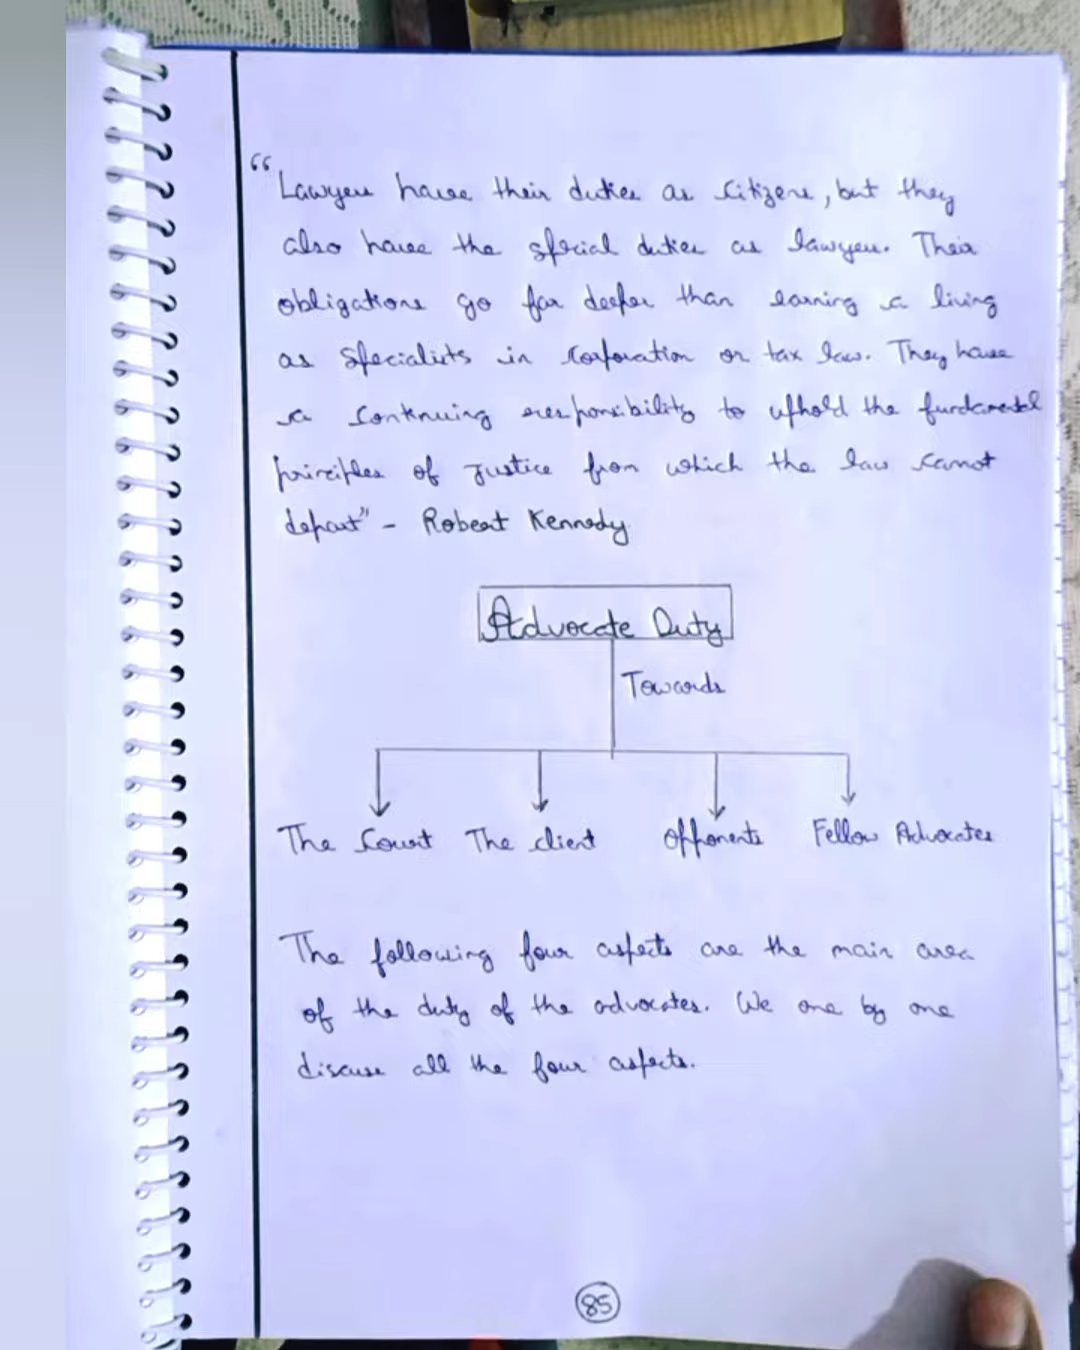 "Lawyers have their duties as citizens, but they
also have the special duties as lawyers. Their
obligations go far deeper than earning a living
as specialists in corporation or tax law. They have
a continuing responsibility to uphold the fundamental
principles of justice from which the law cannot
depart" - Robert Kennedy
Advocate Duty
Towards
The Court The client Opponents Fellow Advocates
The following four aspects are the main area
of the duty of the advocates. We one by one
discuss all the four aspects.
85